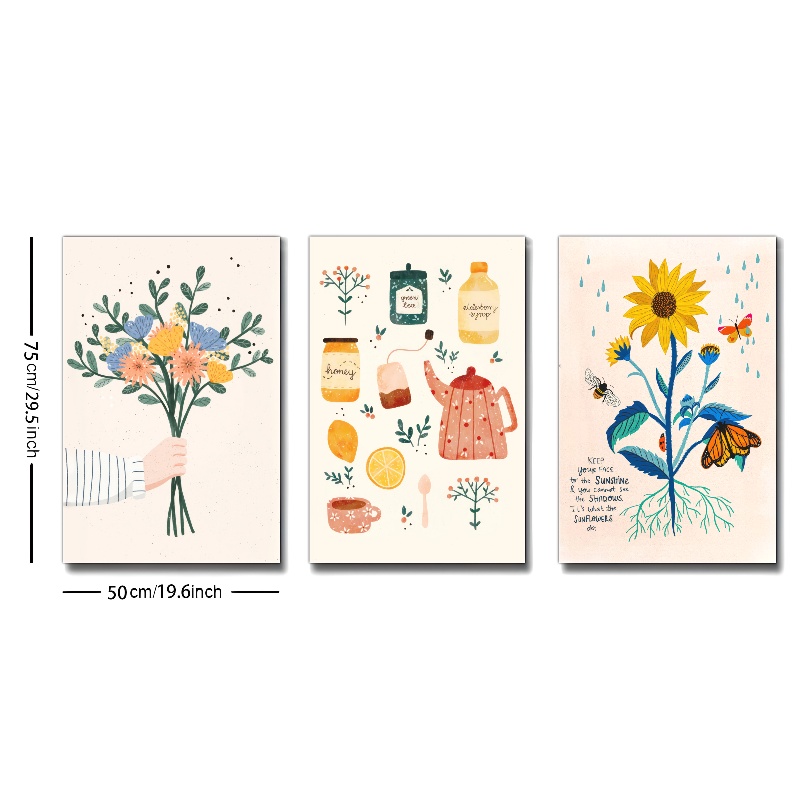 75cm/29.5inch
50cm/19.6inch
green
tea
elderberry
syrup
honey
KEEP
your FACE
to the SUNSHINE
& you cannot see
the SHADOWS.
It's what the
SUNFLOWERS
do.